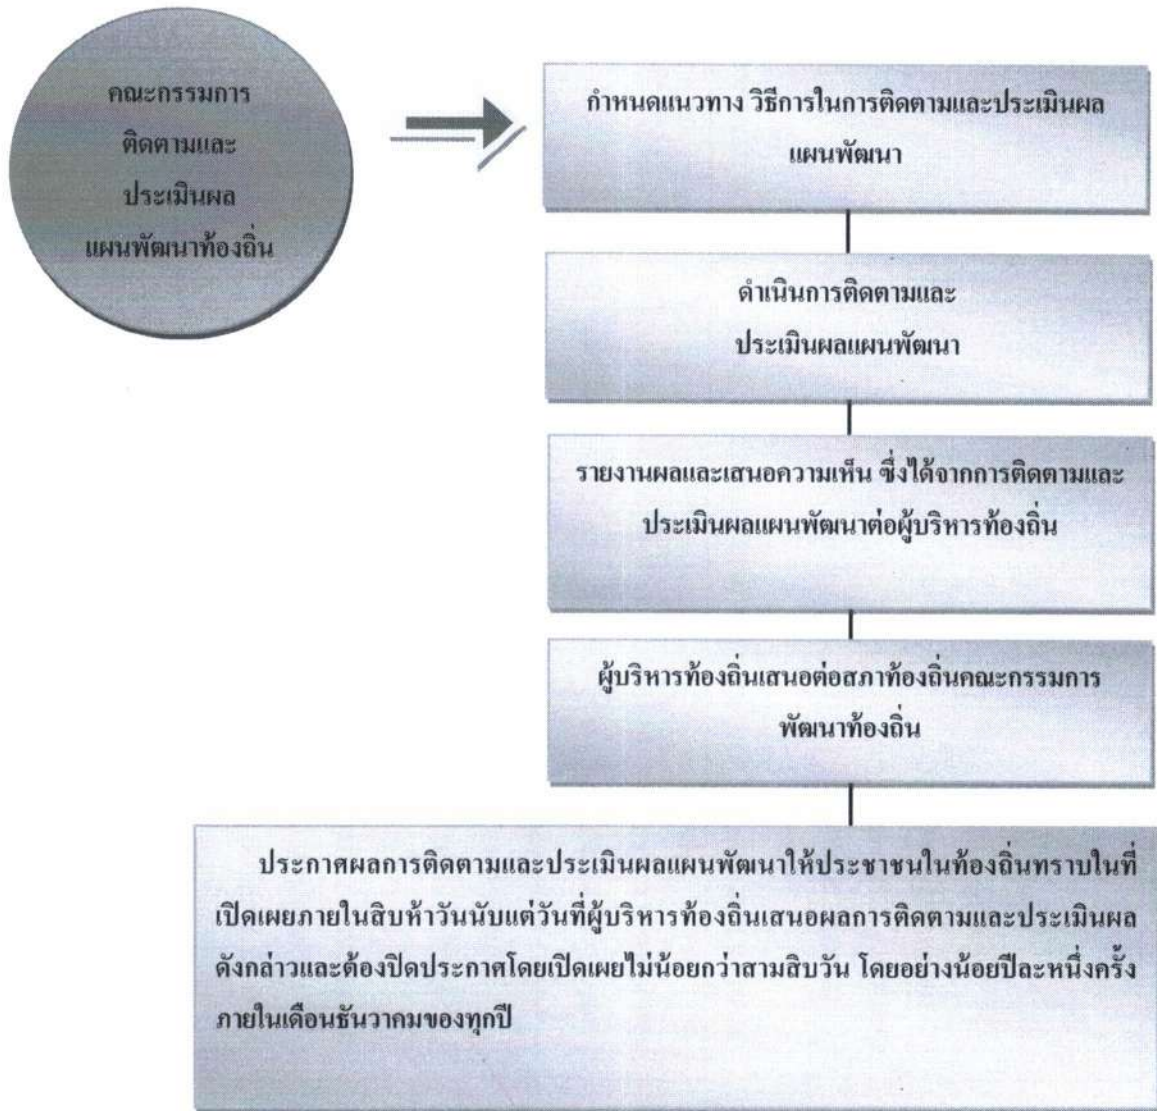 คณะกรรมการ
ติดตามและ
ประเมินผล
แผนพัฒนาท้องถิ่น
กำหนดแนวทาง วิธีการในการติดตามและประเมินผล
แผนพัฒนา
ดำเนินการติดตามและ
ประเมินผลแผนพัฒนา
รายงานผลและเสนอความเห็น ซึ่งได้จากการติดตามและ
ประเมินผลแผนพัฒนาต่อผู้บริหารท้องถิ่น
ผู้บริหารท้องถิ่นเสนอต่อสภาท้องถิ่นคณะกรรมการ
พัฒนาท้องถิ่น
ประกาศผลการติดตามและประเมินผลแผนพัฒนาให้ประชาชนในท้องถิ่นทราบในที่
เปิดเผยภายในสิบห้าวันนับแต่วันที่ผู้บริหารท้องถิ่นเสนอผลการติดตามและประเมินผล
ดังกล่าวและต้องปิดประกาศโดยเปิดเผยไม่น้อยกว่าสามสิบวัน โดยอย่างน้อยปีละหนึ่งครั้ง
ภายในเดือนธันวาคมของทุกปี